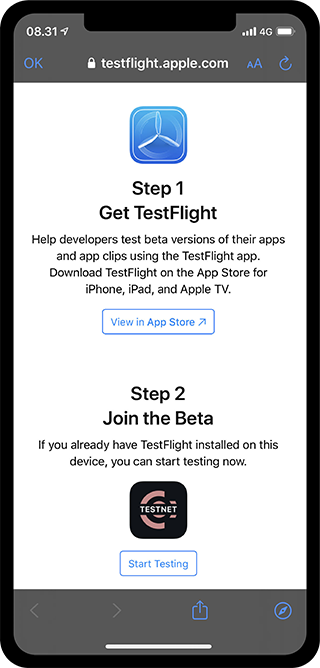 08.31 4G
OK testflight.apple.com AA
Step 1
Get TestFlight
Help developers test beta versions of their apps
and app clips using the TestFlight app.
Download TestFlight on the App Store for
iPhone, iPad, and Apple TV.
View in App Store ↗
Step 2
Join the Beta
If you already have TestFlight installed on this
device, you can start testing now.
TESTNET
Start Testing